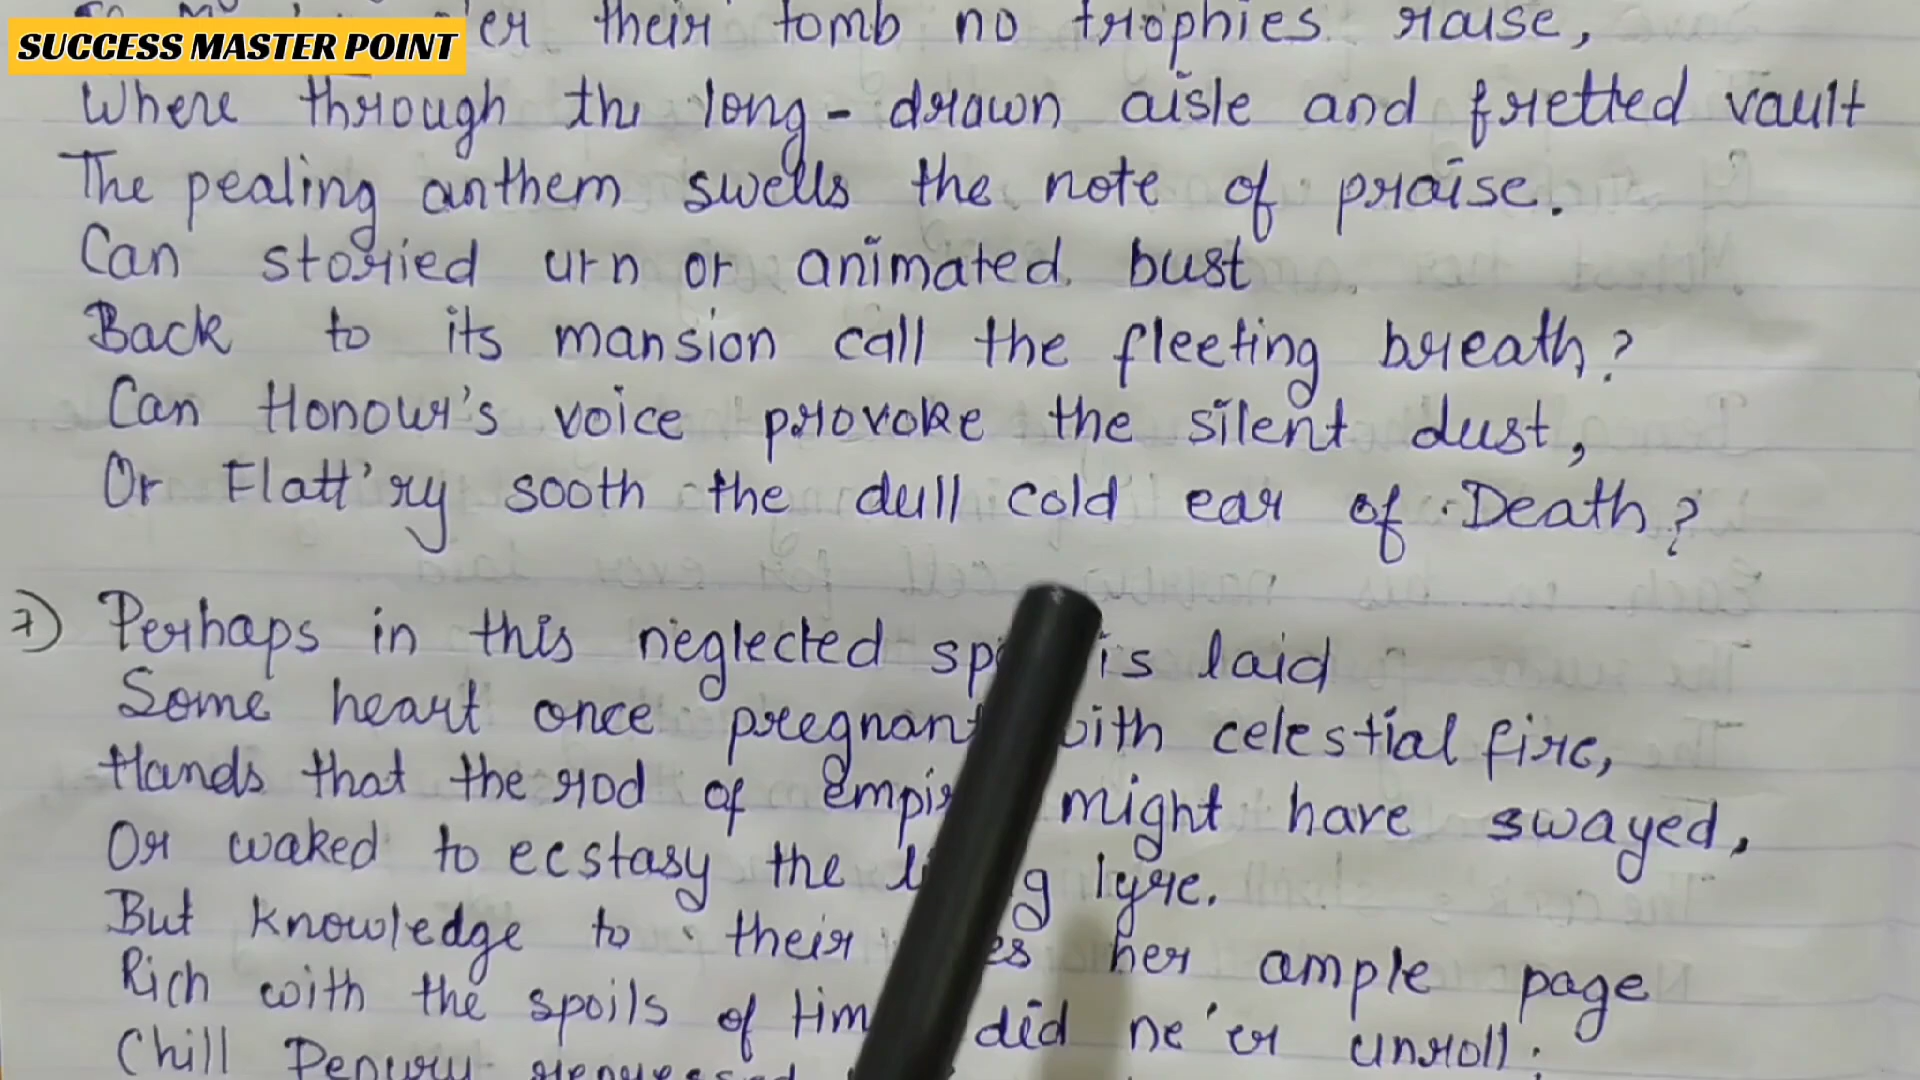 SUCCESS MASTER POINT
er their tomb no trophies raise,
Where through the long-drawn aisle and fretted vault
The pealing anthem swells the note of praise.
Can storied urn or animated bust
Back to its mansion call the fleeting breath?
Can Honour's voice provoke the silent dust,
Or Flatt'ry sooth the dull cold ear of Death?
7) Perhaps in this neglected is laid
Some heart once pregnant with celestial fire,
Hands that the rod of empire might have swayed,
Or waked to ecstasy the lyre.
But knowledge to their her ample page
Rich with the spoils of time did ne'er unroll;
Chill Penury repressed